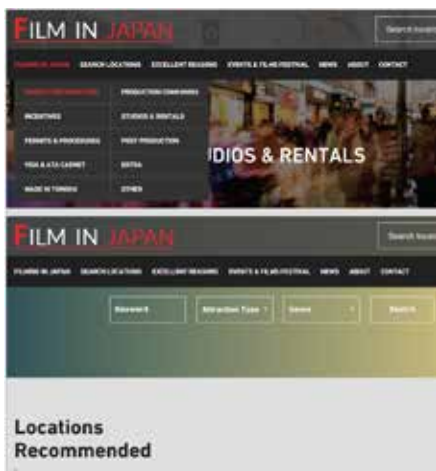 FILM IN JAPAN
Search locat
FILMING IN JAPAN SEARCH LOCATIONS EXCELLENT REASONS EVENTS & FILMS FESTIVAL NEWS ABOUT CONTACT
PRODUCTION COMPANIES
INCENTIVES STUDIOS & RENTALS
PERMITS & PROCEDURES POST PRODUCTION
VISA & ATA CARNET EXTRA
MADE IN TOHOKU OTHER
DIOS & RENTALS
FILM IN JAPAN
Search locat
FILMING IN JAPAN SEARCH LOCATIONS EXCELLENT REASONS EVENTS & FILMS FESTIVAL NEWS ABOUT CONTACT
Keyword Attraction Type Genre Search
Locations
Recommended